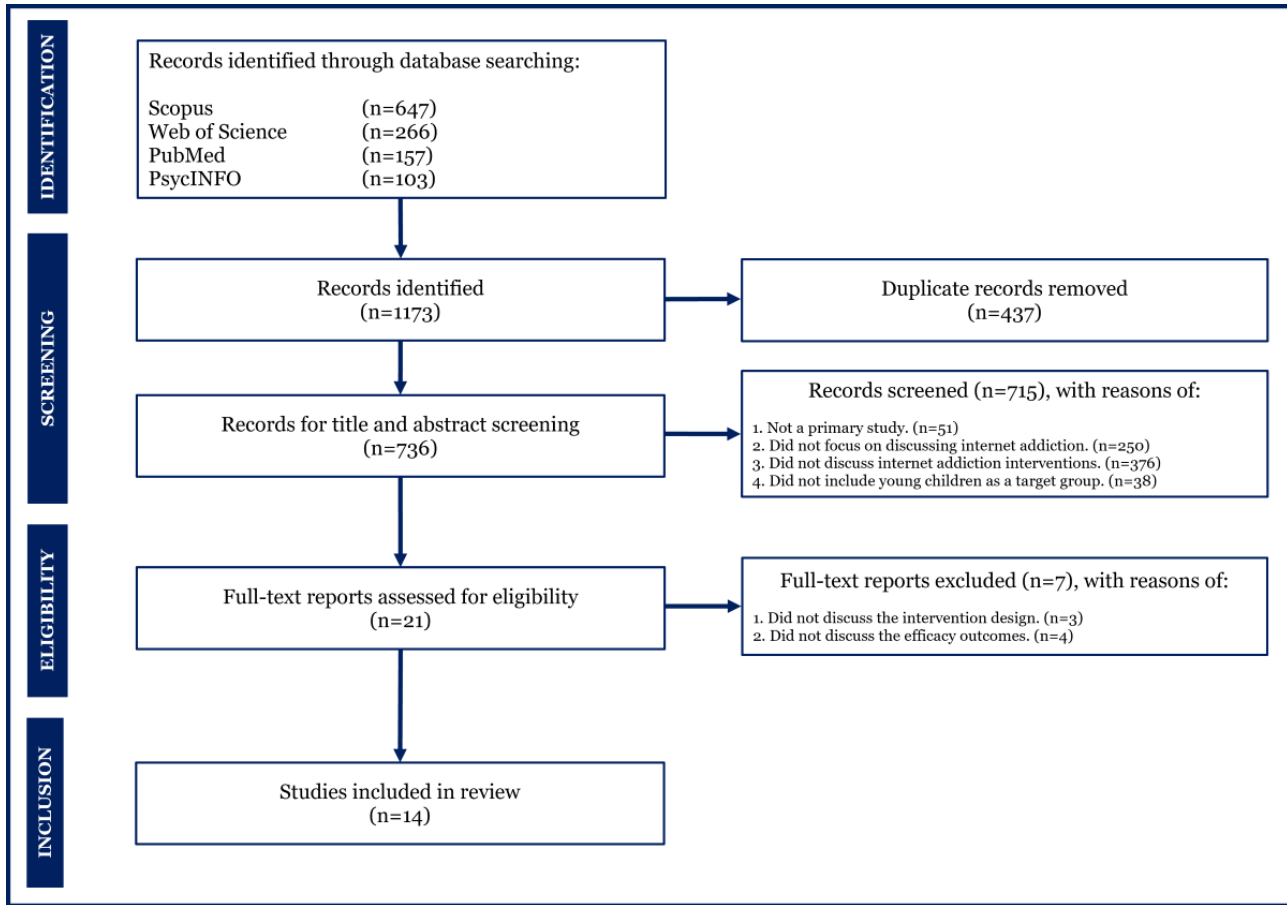 IDENTIFICATION
Records identified through database searching:
Scopus (n=647)
Web of Science (n=266)
PubMed (n=157)
PsycINFO (n=103)
SCREENING
Records identified
(n=1173)
Duplicate records removed
(n=437)
Records for title and abstract screening
(n=736)
Records screened (n=715), with reasons of:
1. Not a primary study. (n=51)
2. Did not focus on discussing internet addiction. (n=250)
3. Did not discuss internet addiction interventions. (n=376)
4. Did not include young children as a target group. (n=38)
ELIGIBILITY
Full-text reports assessed for eligibility
(n=21)
Full-text reports excluded (n=7), with reasons of:
1. Did not discuss the intervention design. (n=3)
2. Did not discuss the efficacy outcomes. (n=4)
INCLUSION
Studies included in review
(n=14)